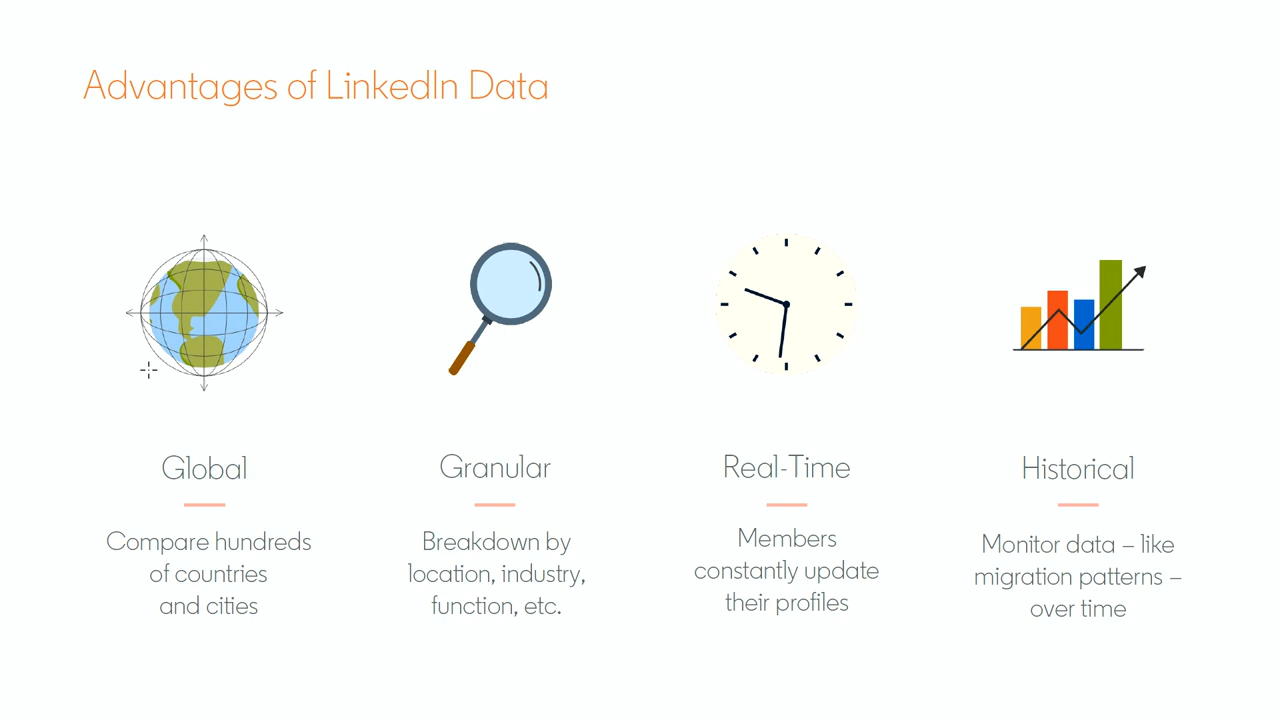 Advantages of LinkedIn Data
Global
Compare hundreds
of countries
and cities
Granular
Breakdown by
location, industry,
function, etc.
Real-Time
Members
constantly update
their profiles
Historical
Monitor data – like
migration patterns –
over time